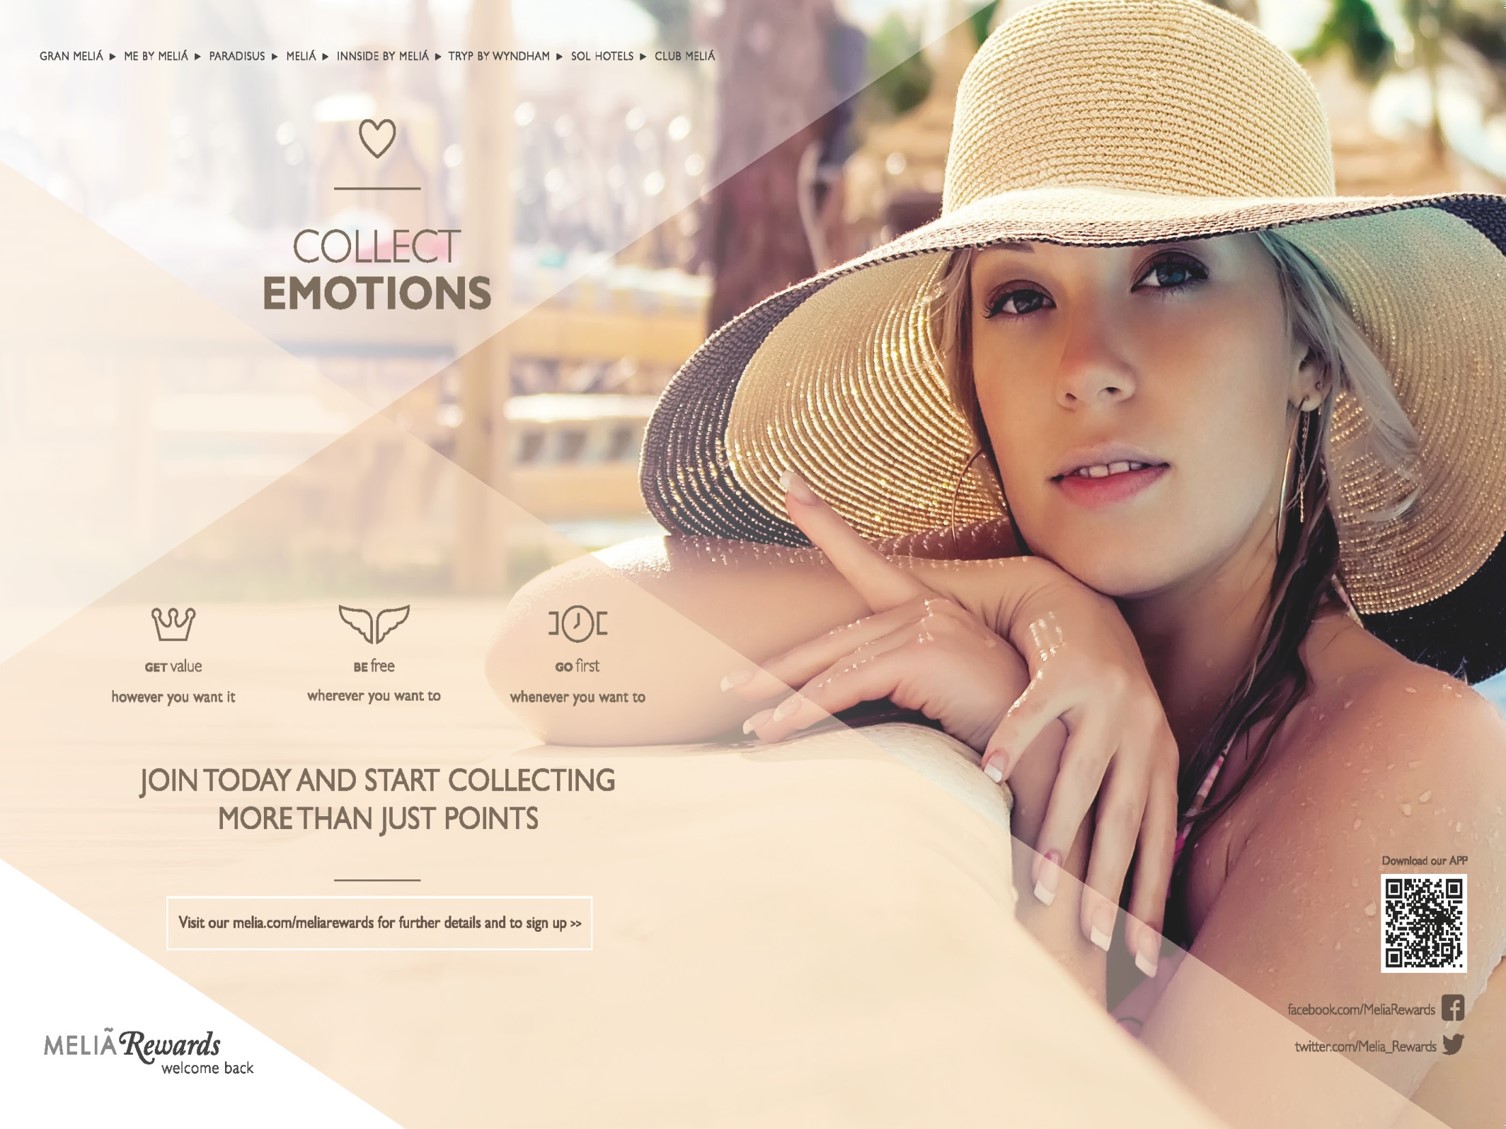 GRAN MELIÁ ▶ ME BY MELIÁ ▶ PARADISUS ▶ MELIÁ ▶ INNSIDE BY MELIÁ ▶ TRYP BY WYNDHAM ▶ SOL HOTELS ▶ CLUB MELIÁ
COLLECT
EMOTIONS
GET value
however you want it
BE free
wherever you want to
GO first
whenever you want to
JOIN TODAY AND START COLLECTING
MORE THAN JUST POINTS
Visit our melia.com/meliarewards for further details and to sign up >>
MELIÃ Rewards
welcome back
Download our APP
facebook.com/MeliaRewards
twitter.com/Melia_Rewards